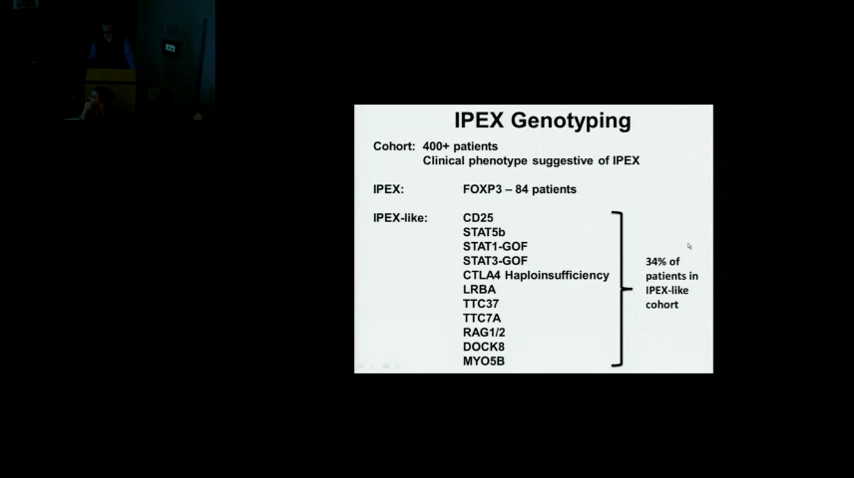 IPEX Genotyping
Cohort: 400+ patients
Clinical phenotype suggestive of IPEX
IPEX: FOXP3 – 84 patients
IPEX-like: CD25
STAT5b
STAT1-GOF
STAT3-GOF
CTLA4 Haploinsufficiency
LRBA
TTC37
TTC7A
RAG1/2
DOCK8
MYO5B
34% of
patients in
IPEX-like
cohort